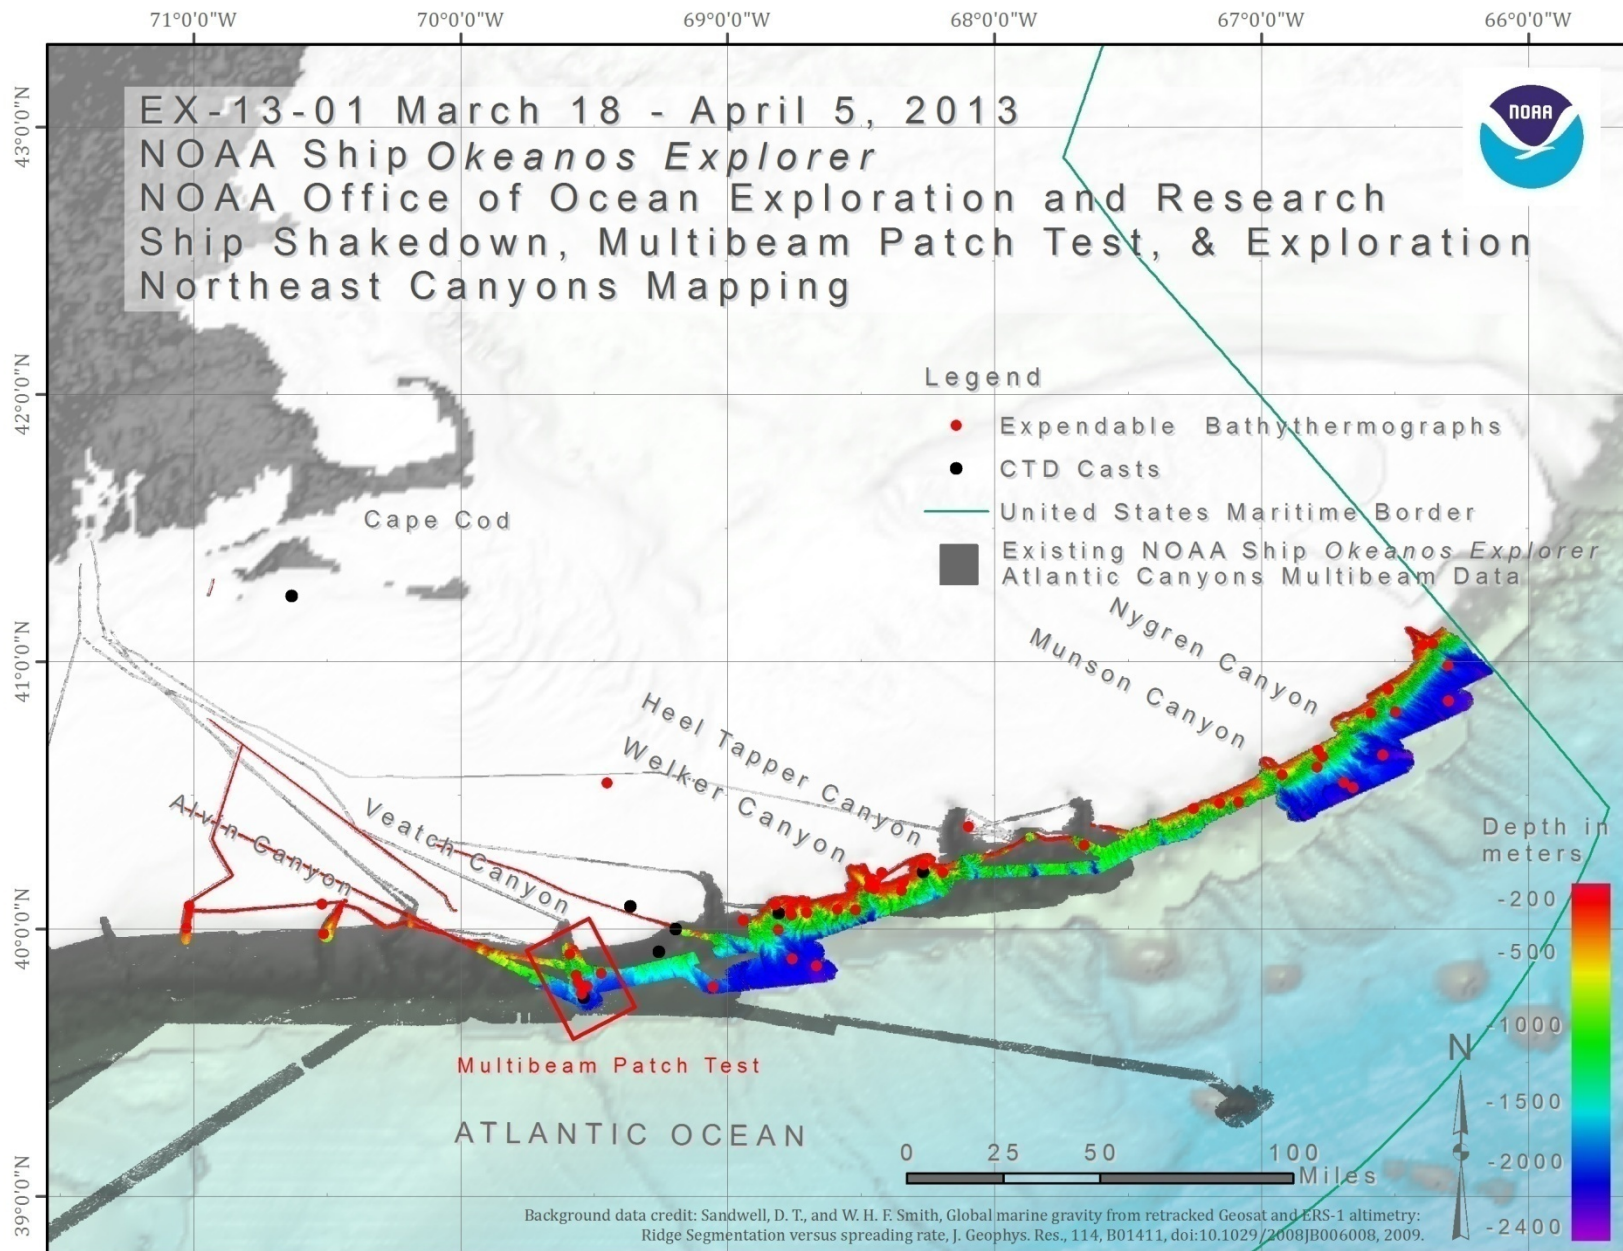 71°0'0"W 70°0'0"W 69°0'0"W 68°0'0"W 67°0'0"W 66°0'0"W
43°0'0"N
42°0'0"N
41°0'0"N
40°0'0"N
39°0'0"N
EX-13-01 March 18 - April 5, 2013
NOAA Ship Okeanos Explorer
NOAA Office of Ocean Exploration and Research
Ship Shakedown, Multibeam Patch Test, & Exploration
Northeast Canyons Mapping
NOAA
Legend
Expendable Bathythermographs
CTD Casts
United States Maritime Border
Existing NOAA Ship Okeanos Explorer
Atlantic Canyons Multibeam Data
Cape Cod
Nygren Canyon
Munson Canyon
Heel Tapper Canyon
Welker Canyon
Veatch Canyon
Alvin Canyon
Multibeam Patch Test
ATLANTIC OCEAN
Depth in
meters
-200
-500
-1000
-1500
-2000
-2400
N
0 25 50 100
Miles
Background data credit: Sandwell, D. T., and W. H. F. Smith, Global marine gravity from retracked Geosat and ERS-1 altimetry:
Ridge Segmentation versus spreading rate, J. Geophys. Res., 114, B01411, doi:10.1029/2008JB006008, 2009.